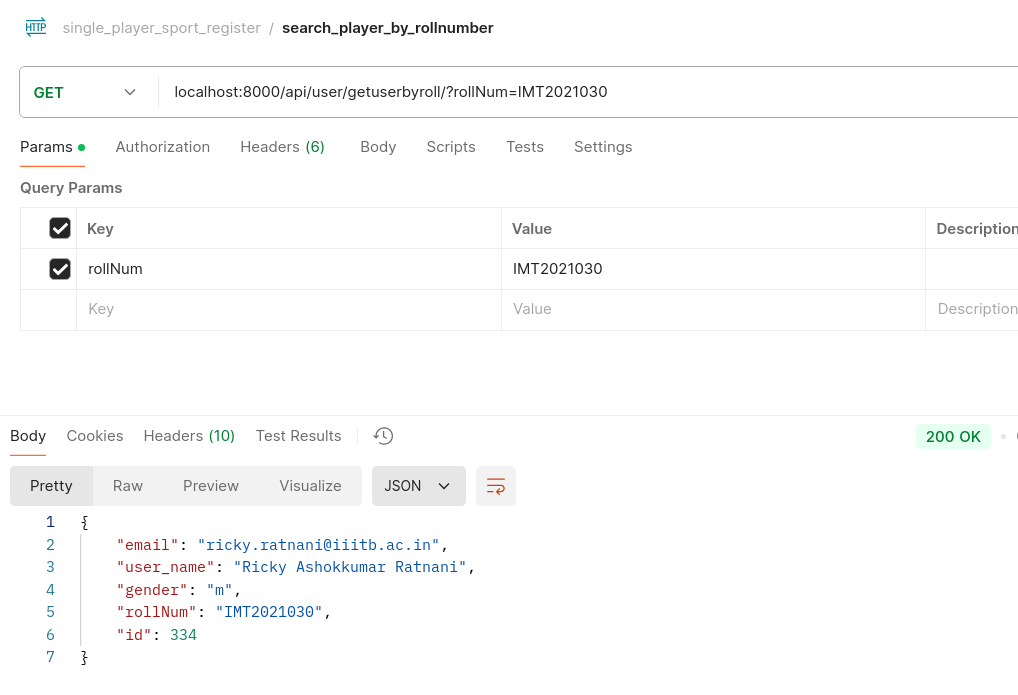 HTTP single_player_sport_register / search_player_by_rollnumber
GET localhost:8000/api/user/getuserbyroll/?rollNum=IMT2021030
Params Authorization Headers (6) Body Scripts Tests Settings
Query Params
Key Value Description
rollNum IMT2021030
Key Value Description
Body Cookies Headers (10) Test Results 200 OK
Pretty Raw Preview Visualize JSON
1 {
2 "email": "ricky.ratnani@iiitb.ac.in",
3 "user_name": "Ricky Ashokkumar Ratnani",
4 "gender": "m",
5 "rollNum": "IMT2021030",
6 "id": 334
7 }